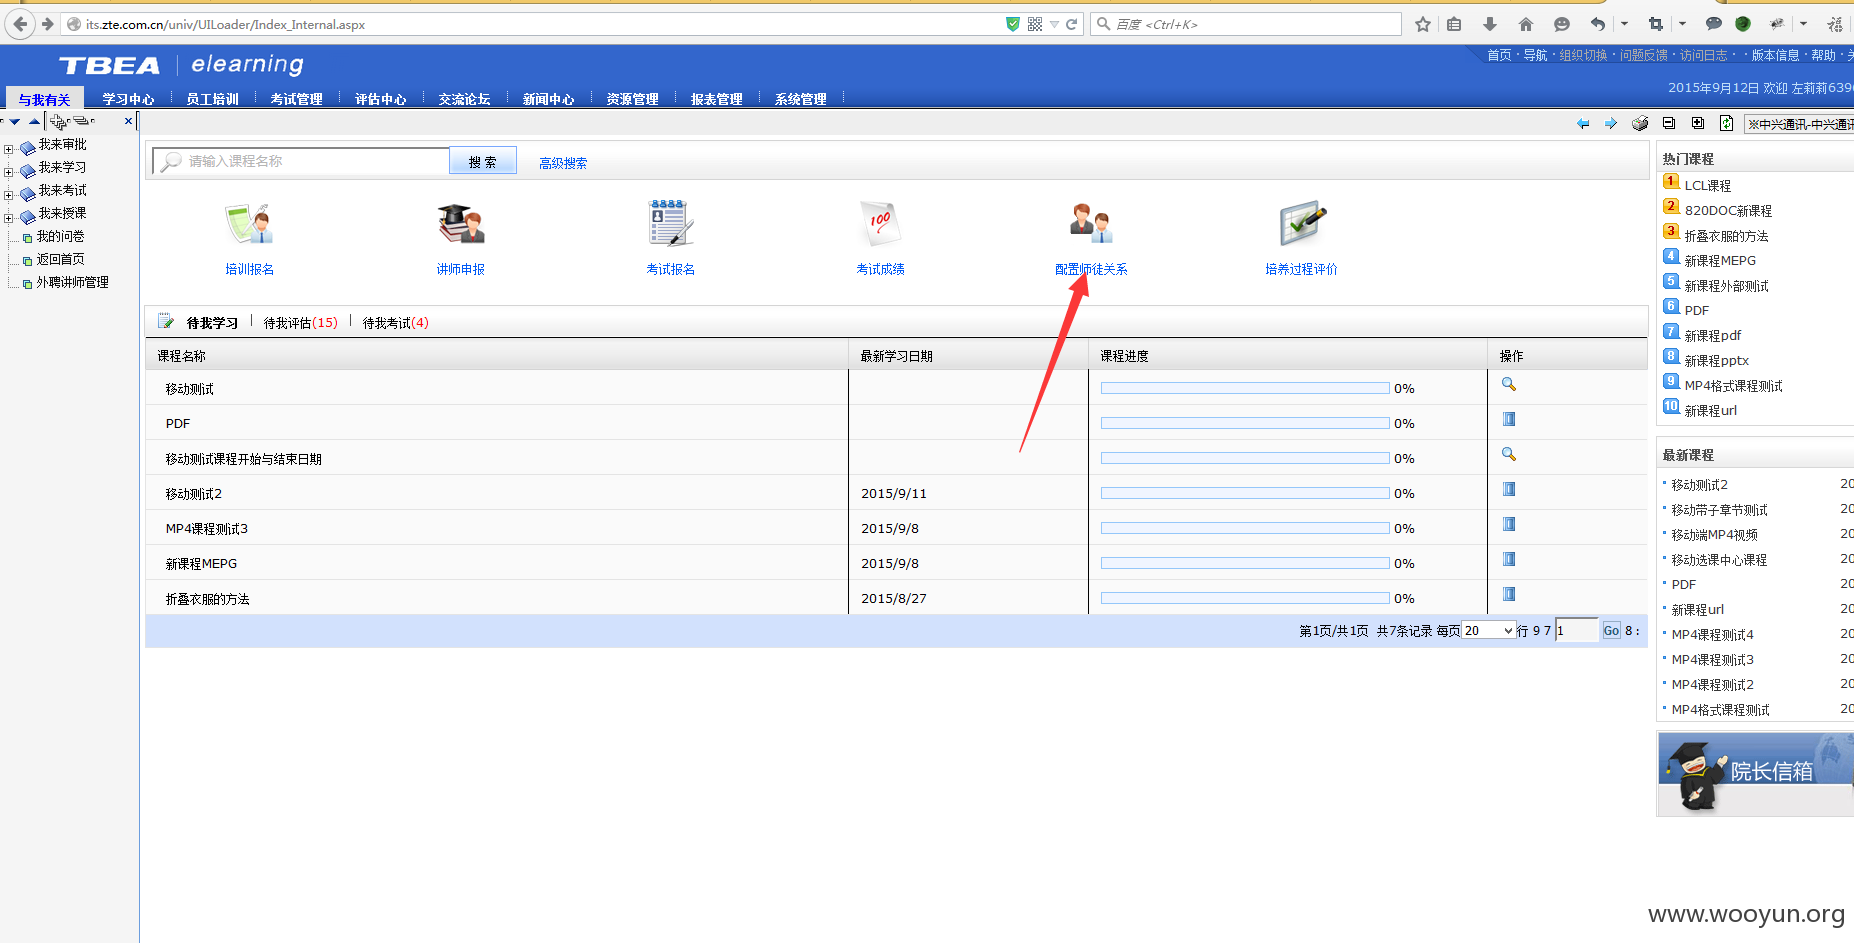 its.zte.com.cn/univ/UILoader/Index_Internal.aspx
百度 <Ctrl+K>
TBEA elearning
首页 · 导航 · 组织切换 · 问题反馈 · 访问日志 · · 版本信息 · 帮助 ·
2015年9月12日 欢迎 左莉莉639
与我有关 学习中心 员工培训 考试管理 评估中心 交流论坛 新闻中心 资源管理 报表管理 系统管理
※中兴通讯-中兴通讯
我来审批
我来学习
我来考试
我来授课
我的问卷
返回首页
外聘讲师管理
请输入课程名称 搜 索 高级搜索
100
培训报名 讲师申报 考试报名 考试成绩 配置师徒关系 培养过程评价
待我学习 待我评估(15) 待我考试(4)
课程名称 最新学习日期 课程进度 操作
移动测试 0%
PDF 0%
移动测试课程开始与结束日期 0%
移动测试2 2015/9/11 0%
MP4课程测试3 2015/9/8 0%
新课程MEPG 2015/9/8 0%
折叠衣服的方法 2015/8/27 0%
第1页/共1页 共7条记录 每页 20 行 9 7 1 Go 8 :
热门课程
1 LCL课程
2 820DOC新课程
3 折叠衣服的方法
4 新课程MEPG
5 新课程外部测试
6 PDF
7 新课程pdf
8 新课程pptx
9 MP4格式课程测试
10 新课程url
最新课程
移动测试2 20
移动带子章节测试 20
移动端MP4视频 20
移动选课中心课程 20
PDF 20
新课程url 20
MP4课程测试4 20
MP4课程测试3 20
MP4课程测试2 20
MP4格式课程测试 20
院长信箱
www.wooyun.org